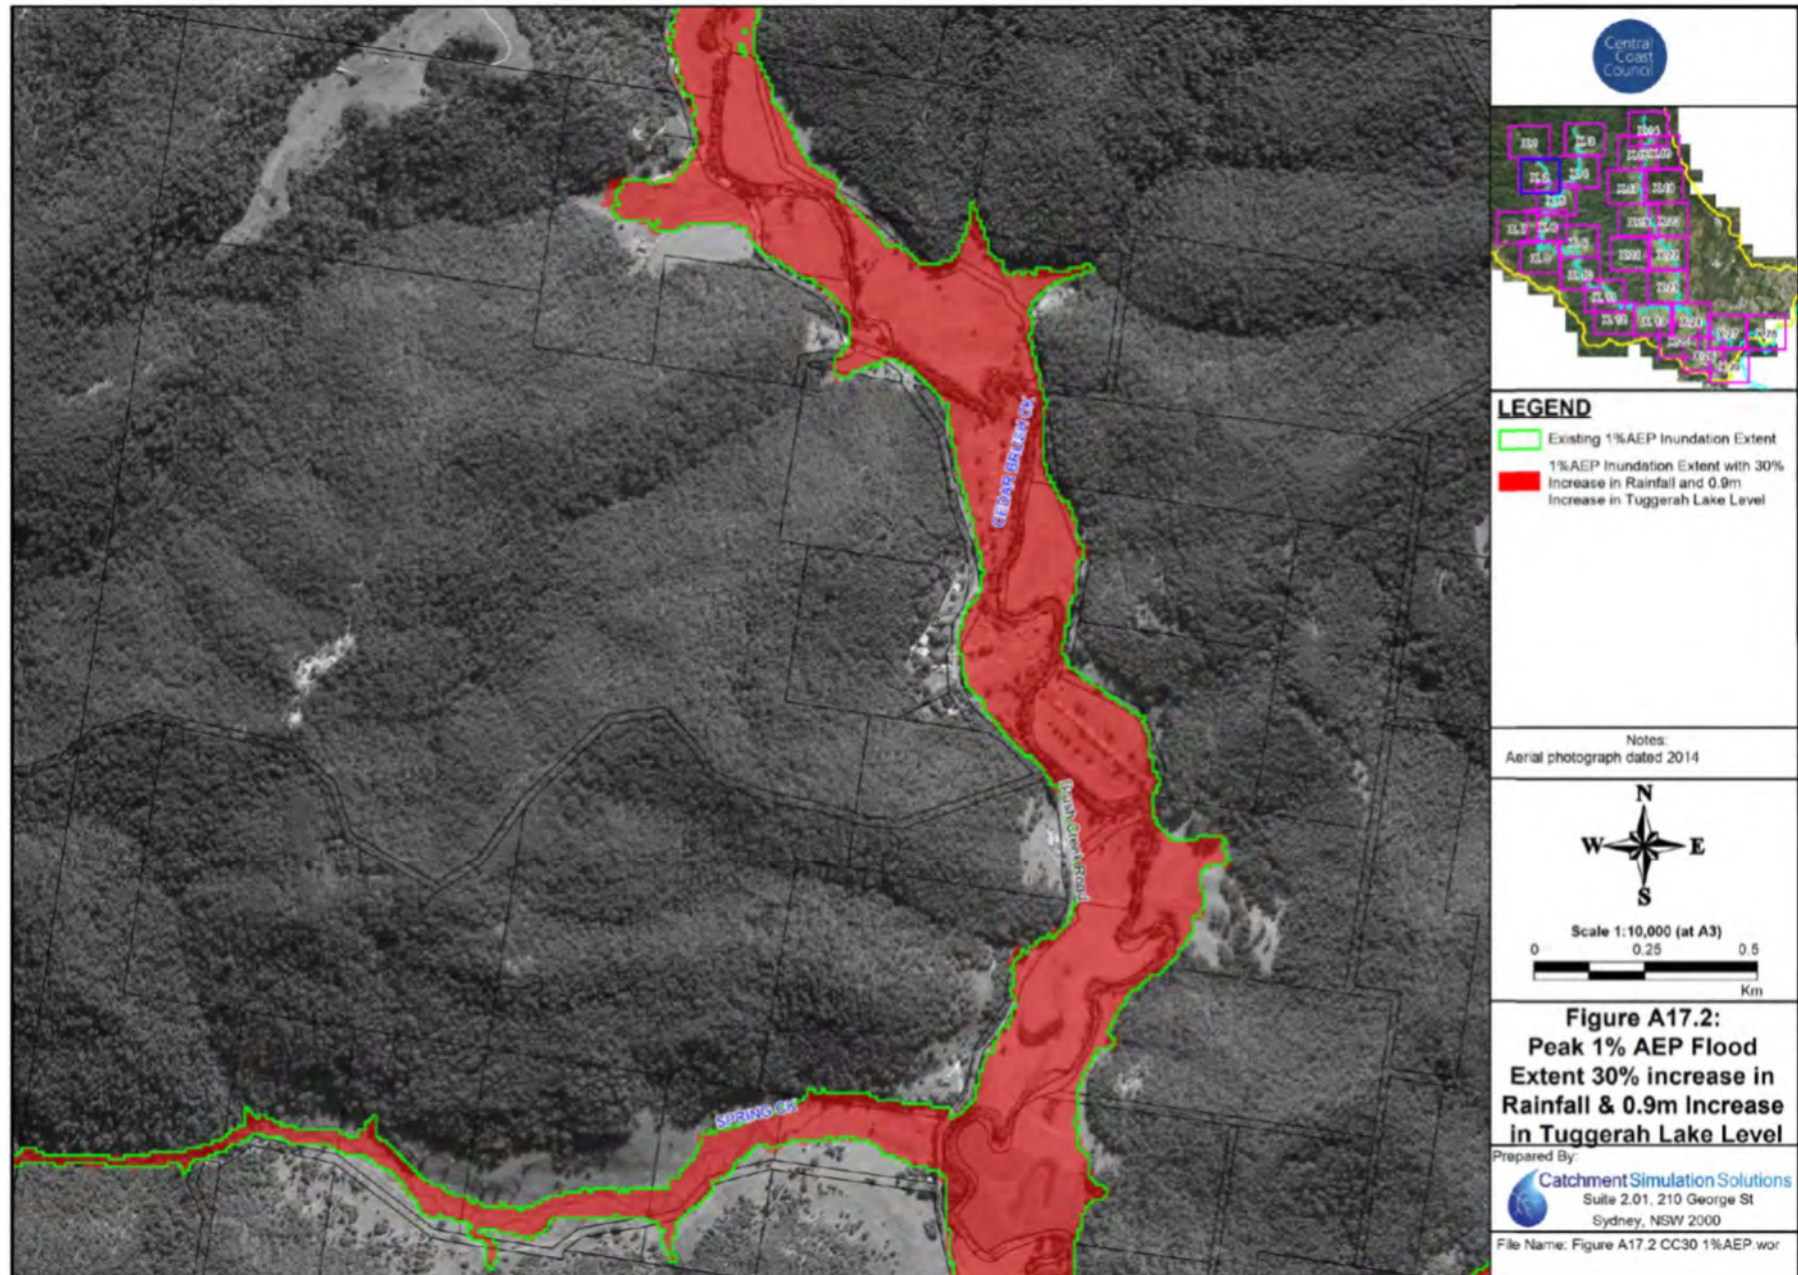 Central
Coast
Council
LEGEND
Existing 1%AEP Inundation Extent
1%AEP Inundation Extent with 30%
Increase in Rainfall and 0.9m
Increase in Tuggerah Lake Level
CEDAR BRUSH CK
Brush Creek Road
SPRING CK
Notes:
Aerial photograph dated 2014
N
W E
S
Scale 1:10,000 (at A3)
0 0.25 0.5
Km
Figure A17.2:
Peak 1% AEP Flood
Extent 30% increase in
Rainfall & 0.9m Increase
in Tuggerah Lake Level
Prepared By:
Catchment Simulation Solutions
Suite 2.01, 210 George St
Sydney, NSW 2000
File Name: Figure A17.2 CC30 1%AEP.wor